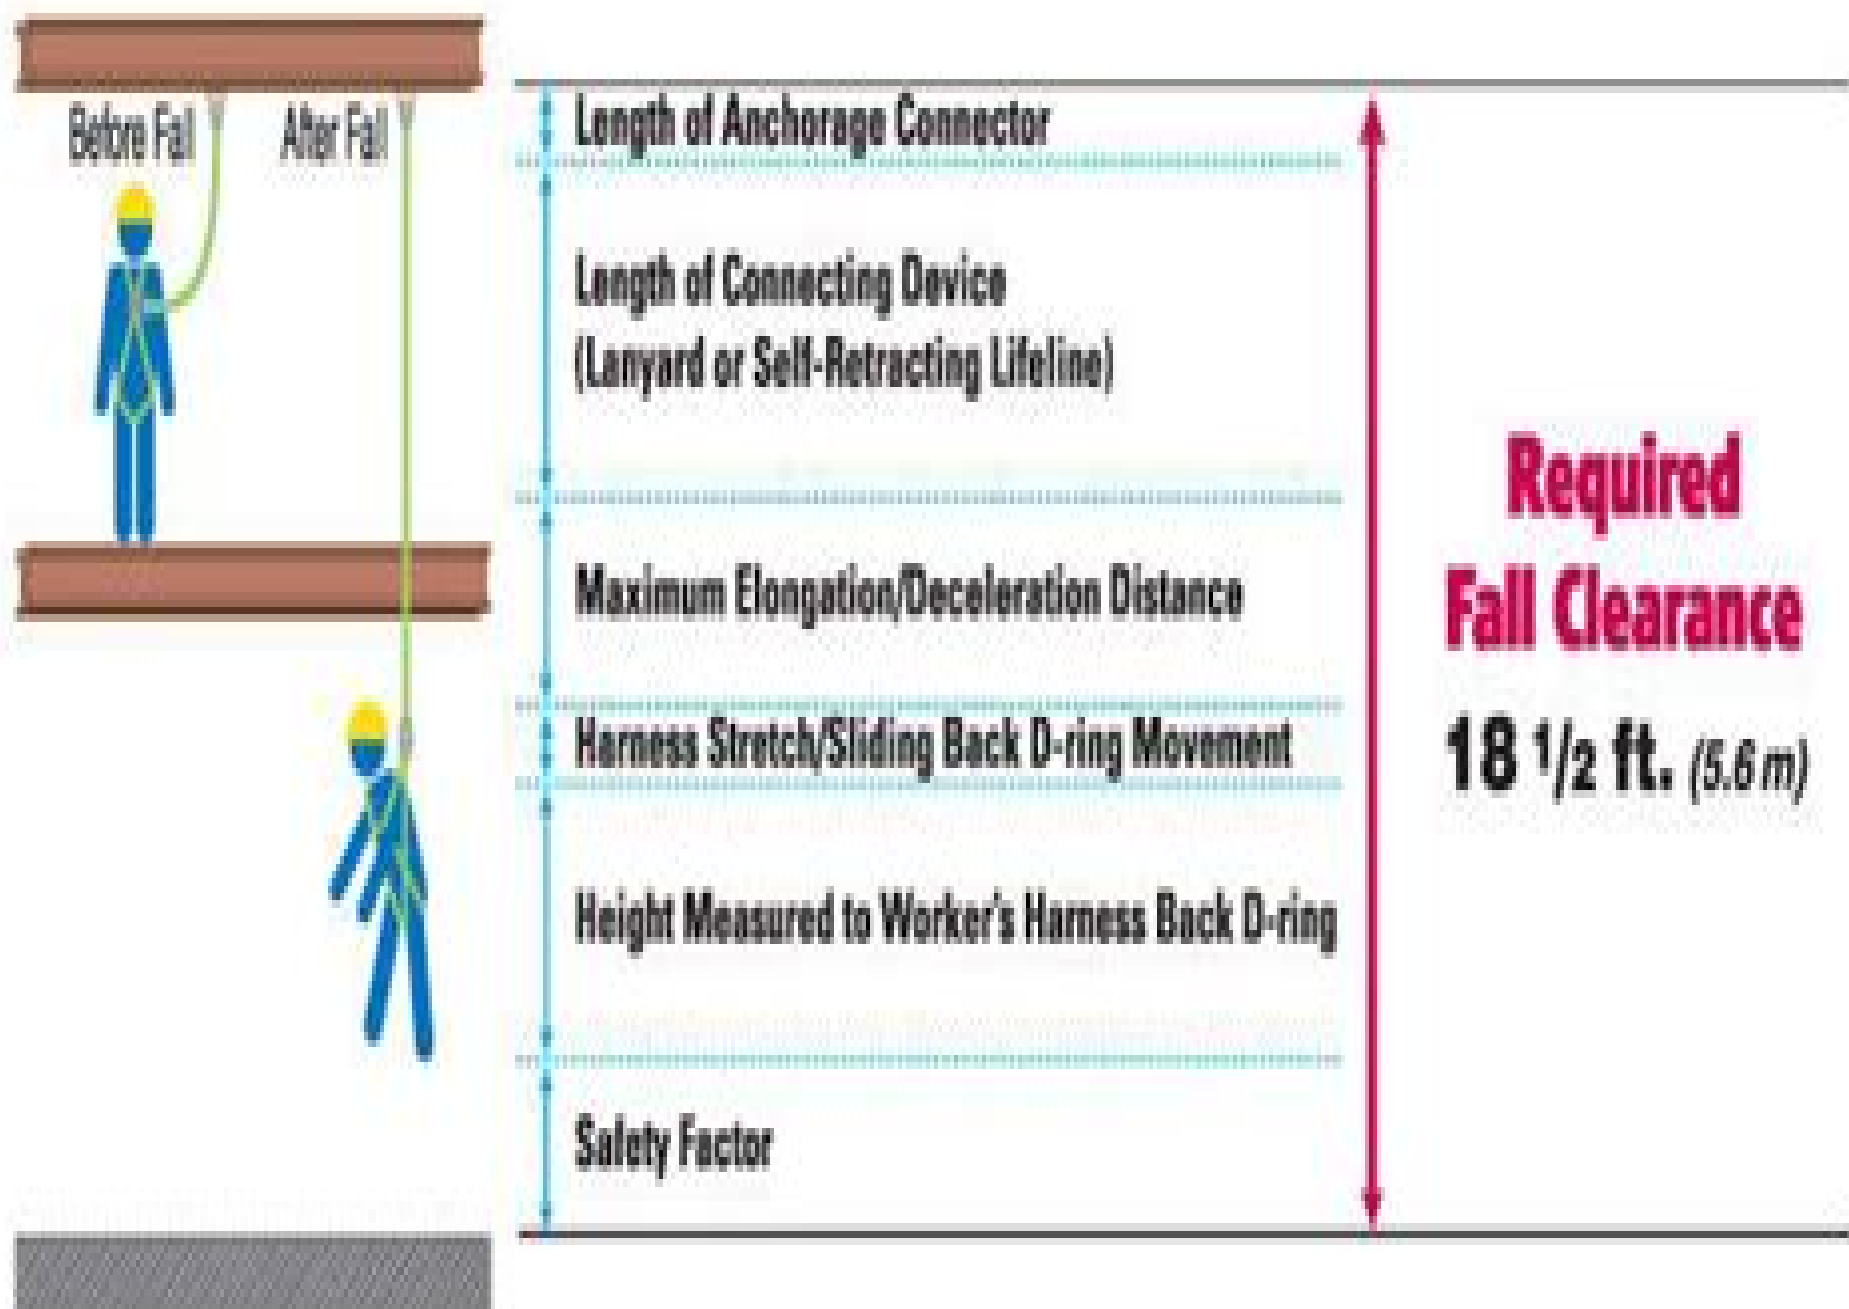 Before Fall
After Fall
Length of Anchorage Connector
Length of Connecting Device
(Lanyard or Self-Retracting Lifeline)
Maximum Elongation/Deceleration Distance
Harness Stretch/Sliding Back D-ring Movement
Height Measured to Worker's Harness Back D-ring
Safety Factor
Required
Fall Clearance
18 1/2 ft. (5.6 m)